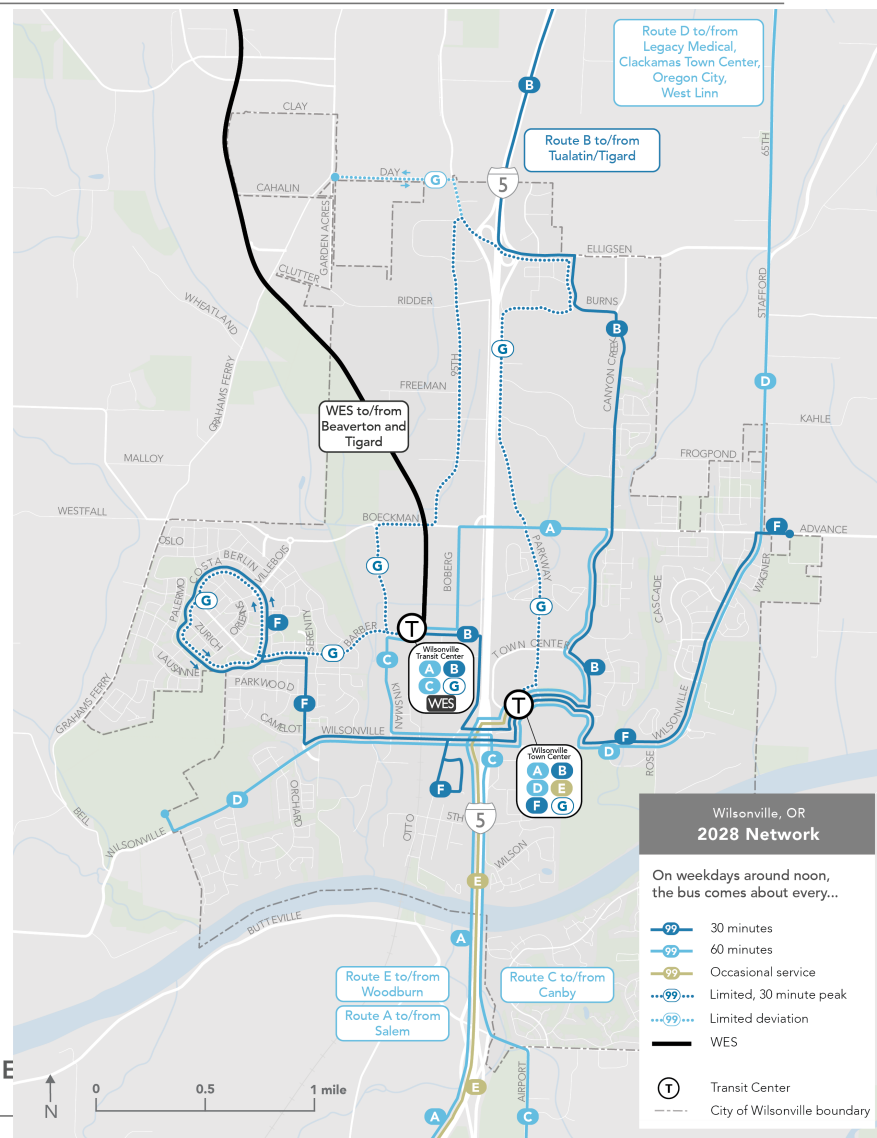 Route D to/from
Legacy Medical,
Clackamas Town Center,
Oregon City,
West Linn
B
CLAY
Route B to/from
Tualatin/Tigard
65TH
DAY
G
5
CAHALIN
GARDEN ACRES
ELLIGSEN
CLUTTER
STAFFORD
WHEATLAND
RIDDER
BURNS
B
G
95TH
CANYON CREEK
GRAHAMS FERRY
FREEMAN
D
WES to/from
Beaverton and
Tigard
KAHLE
MALLOY
FROGPOND
WESTFALL
BOECKMAN
A
F
ADVANCE
OSLO
COSTA
BERLIN
VILLEBOIS
PARKWAY
G
BOBERG
WAGNER
CASCADE
PALERMO
G
ORLEANS
G
F
SERENITY
BARBER
T
B
ZURICH
G
TOWN CENTER
LAUSANNE
C
Wilsonville
Transit Center
A B
C G
WES
B
PARKWOOD
KINSMAN
GRAHAMS FERRY
F
T
CAMELOT
WILSONVILLE
WILSONVILLE
F
D
ROSE
C
Wilsonville
Town Center
A B
D E
F G
F
D
ORCHARD
BELL
WILSONVILLE
OTTO
5TH
5
WILSON
Wilsonville, OR
2028 Network
On weekdays around noon,
the bus comes about every...
99 30 minutes
99 60 minutes
99 Occasional service
99 Limited, 30 minute peak
99 Limited deviation
WES
T Transit Center
City of Wilsonville boundary
E
BUTTEVILLE
A
Route E to/from
Woodburn
Route C to/from
Canby
Route A to/from
Salem
E
AIRPORT
E
A
C
N
0 0.5 1 mile